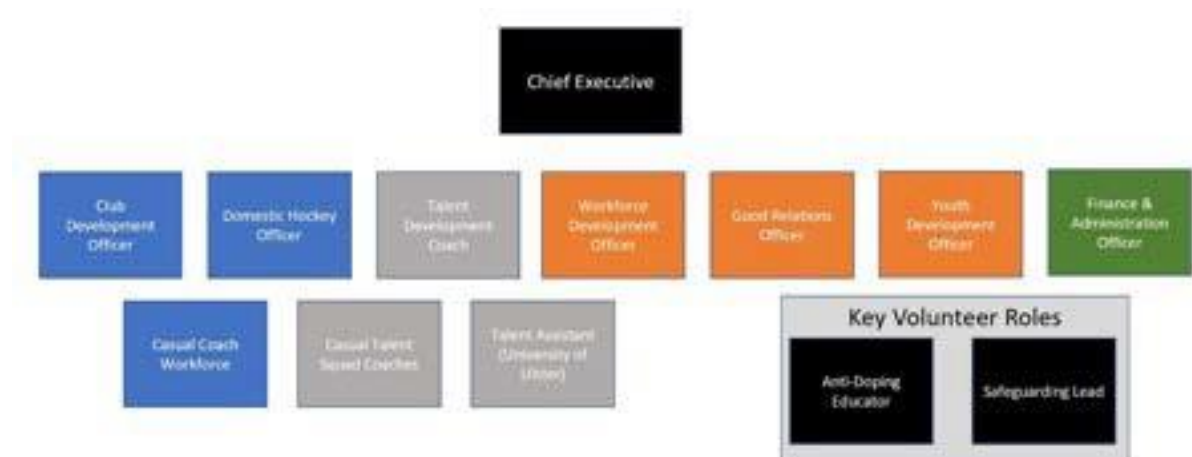 Chief Executive
Club
Development
Officer
Domestic Hockey
Officer
Talent
Development
Coach
Workforce
Development
Officer
Good Relations
Officer
Youth
Development
Officer
Finance &
Administration
Officer
Casual Coach
Workforce
Casual Talent
Squad Coaches
Talent Assistant
(University of
Ulster)
Key Volunteer Roles
Anti-Doping
Educator
Safeguarding Lead